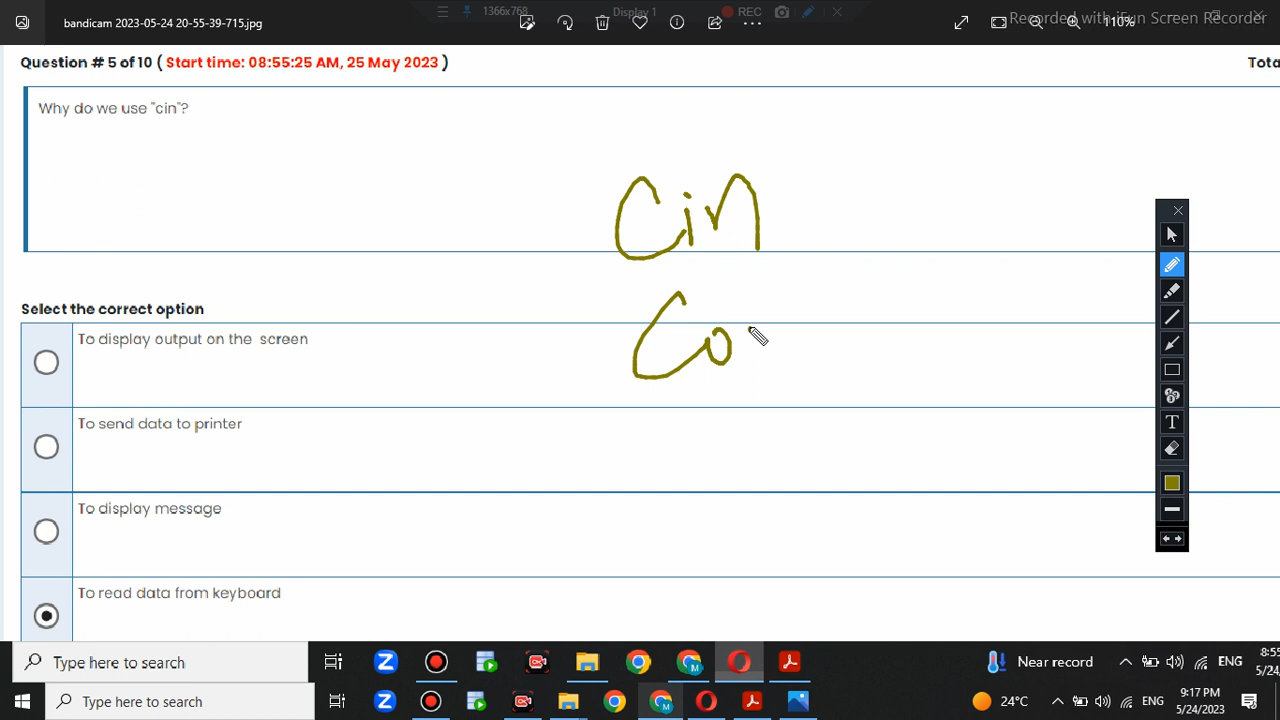 bandicam 2023-05-24 20-55-39-715.jpg
1366x768
Display 1
REC
110%
Recorded with iFun Screen Recorder
Question # 5 of 10 ( Start time: 08:55:25 AM, 25 May 2023 )
Tota
Why do we use "cin"?
Cin
Co
Select the correct option
To display output on the screen
To send data to printer
To display message
To read data from keyboard
Type here to search
Near record
ENG
8:55
5/24
Type here to search
24°C
ENG
9:17 PM
5/24/2023